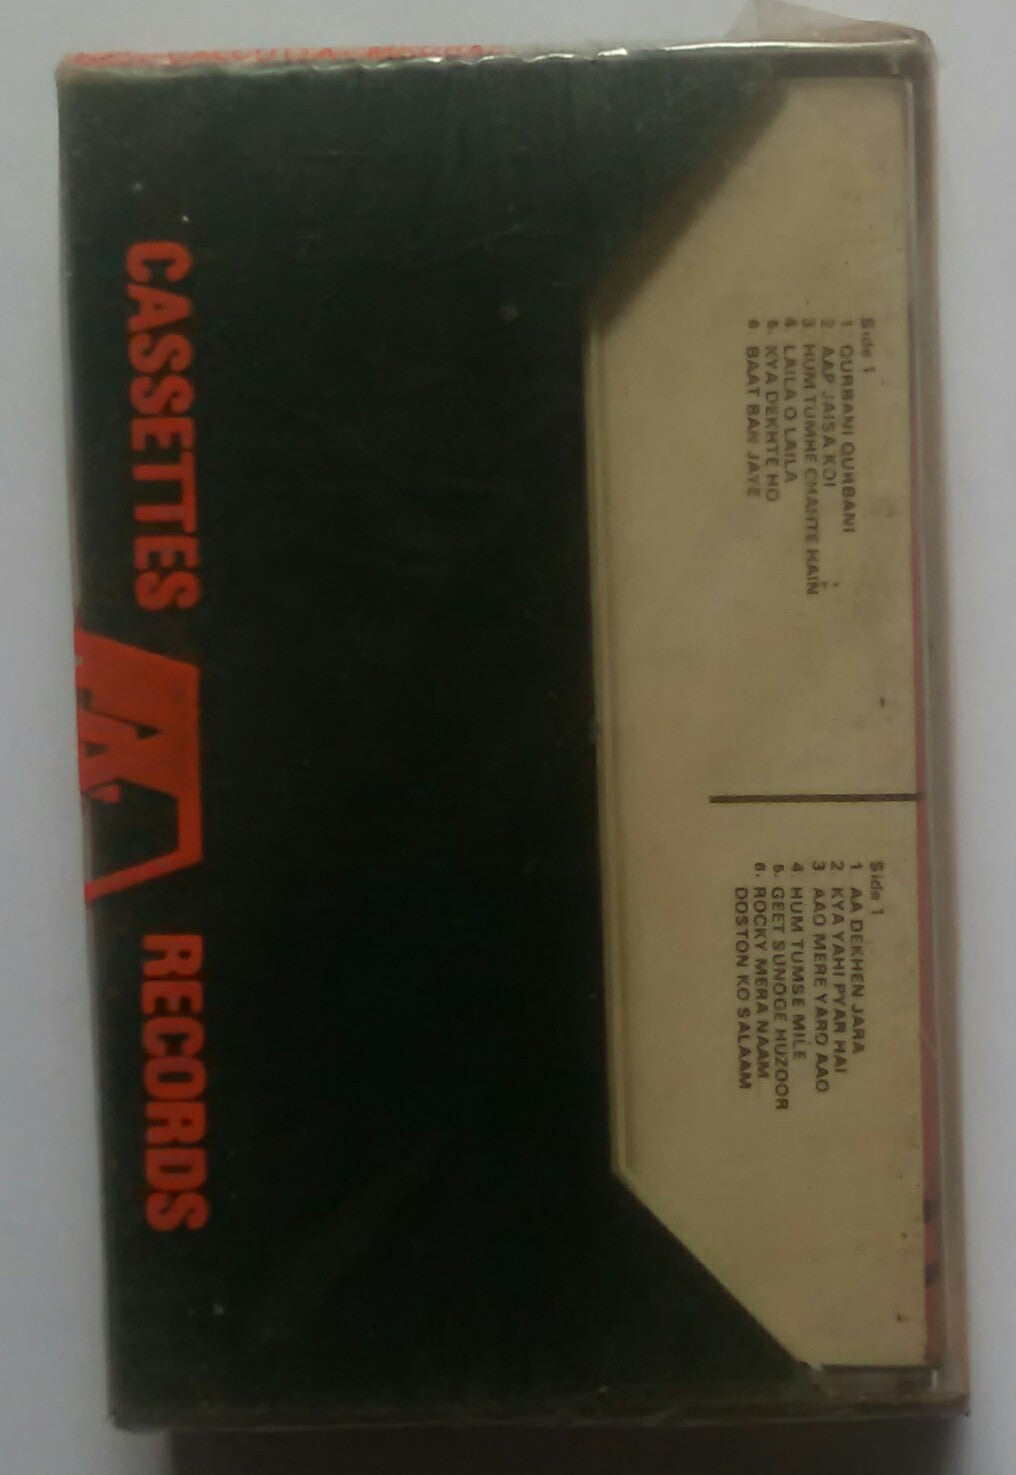 Side 1
1. QURBANI QURBANI
2. AAP JAISA KOI
3. HUM TUMHE CHAHTE HAIN
4. LAILA O LAILA
5. KYA DEKHTE HO
6. BAAT BAN JAYE
Side 1
1 AA DEKHEN JARA
2. KYA YAHI PYAR HAI
3 AAO MERE YARO AAO
4. HUM TUMSE MILE
5. GEET SUNOGE HUZOOR
6. ROCKY MERA NAAM
DOSTON KO SALAAM
CASSETTES
RECORDS